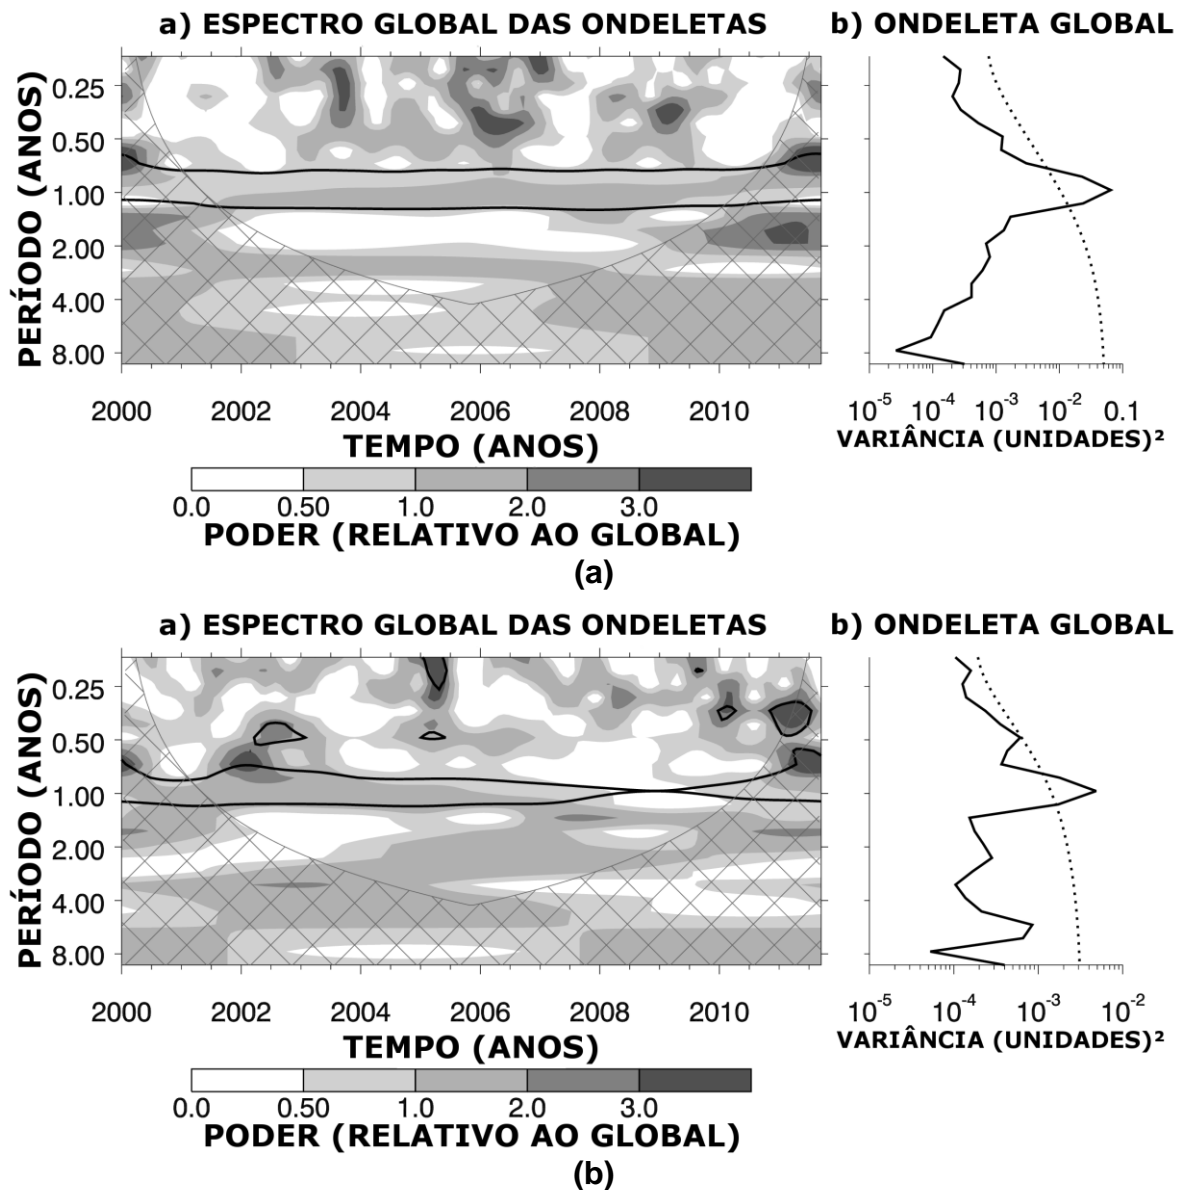 a) ESPECTRO GLOBAL DAS ONDELETAS
b) ONDELETA GLOBAL
PERÍODO (ANOS)
0.25
0.50
1.00
2.00
4.00
8.00
2000 2002 2004 2006 2008 2010
TEMPO (ANOS)
10^-5 10^-4 10^-3 10^-2 0.1
VARIÂNCIA (UNIDADES)²
0.0 0.50 1.0 2.0 3.0
PODER (RELATIVO AO GLOBAL)
(a)
a) ESPECTRO GLOBAL DAS ONDELETAS
b) ONDELETA GLOBAL
PERÍODO (ANOS)
0.25
0.50
1.00
2.00
4.00
8.00
2000 2002 2004 2006 2008 2010
TEMPO (ANOS)
10^-5 10^-4 10^-3 10^-2
VARIÂNCIA (UNIDADES)²
0.0 0.50 1.0 2.0 3.0
PODER (RELATIVO AO GLOBAL)
(b)